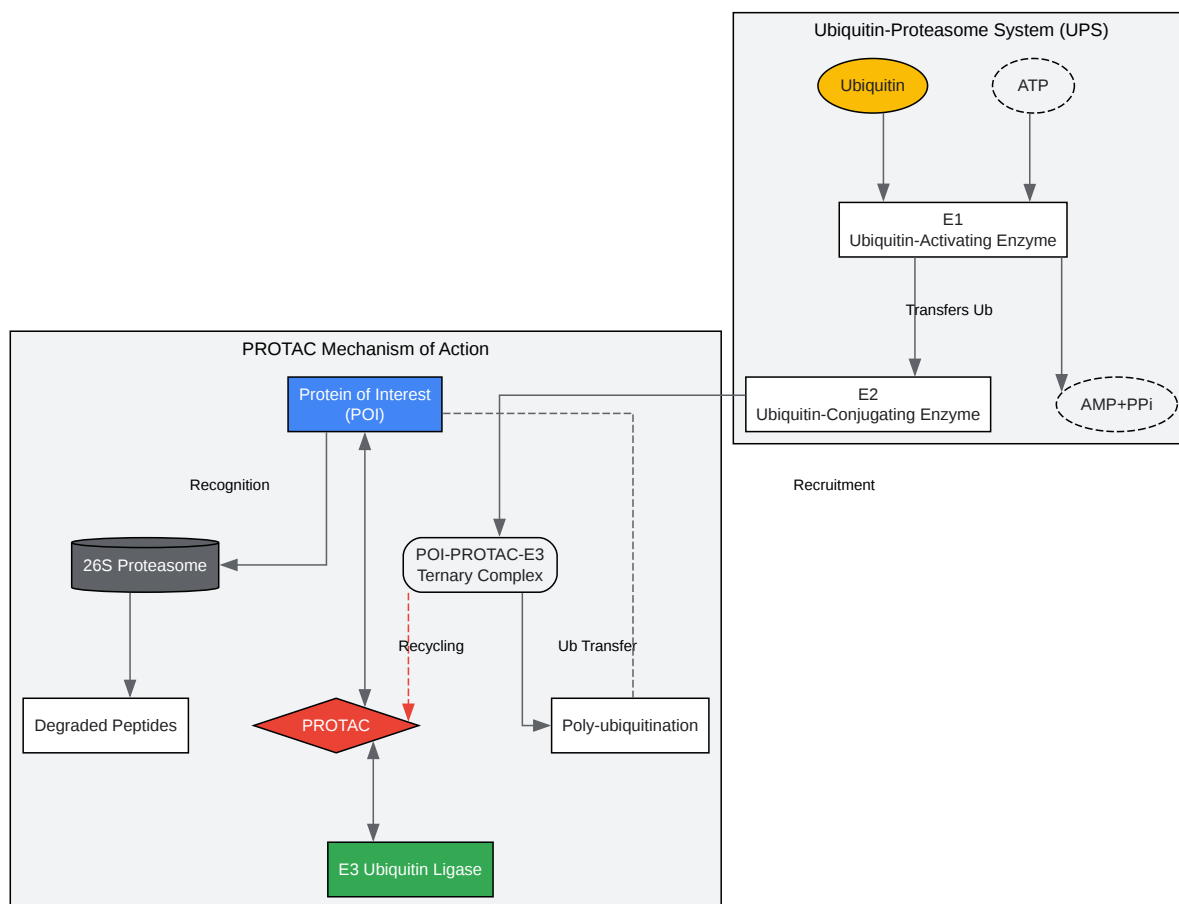 Ubiquitin-Proteasome System (UPS)
Ubiquitin
ATP
E1
Ubiquitin-Activating Enzyme
Transfers Ub
PROTAC Mechanism of Action
Protein of Interest
(POI)
E2
Ubiquitin-Conjugating Enzyme
AMP+PPi
Recognition
Recruitment
26S Proteasome
POI-PROTAC-E3
Ternary Complex
Recycling
Ub Transfer
Degraded Peptides
PROTAC
Poly-ubiquitination
E3 Ubiquitin Ligase